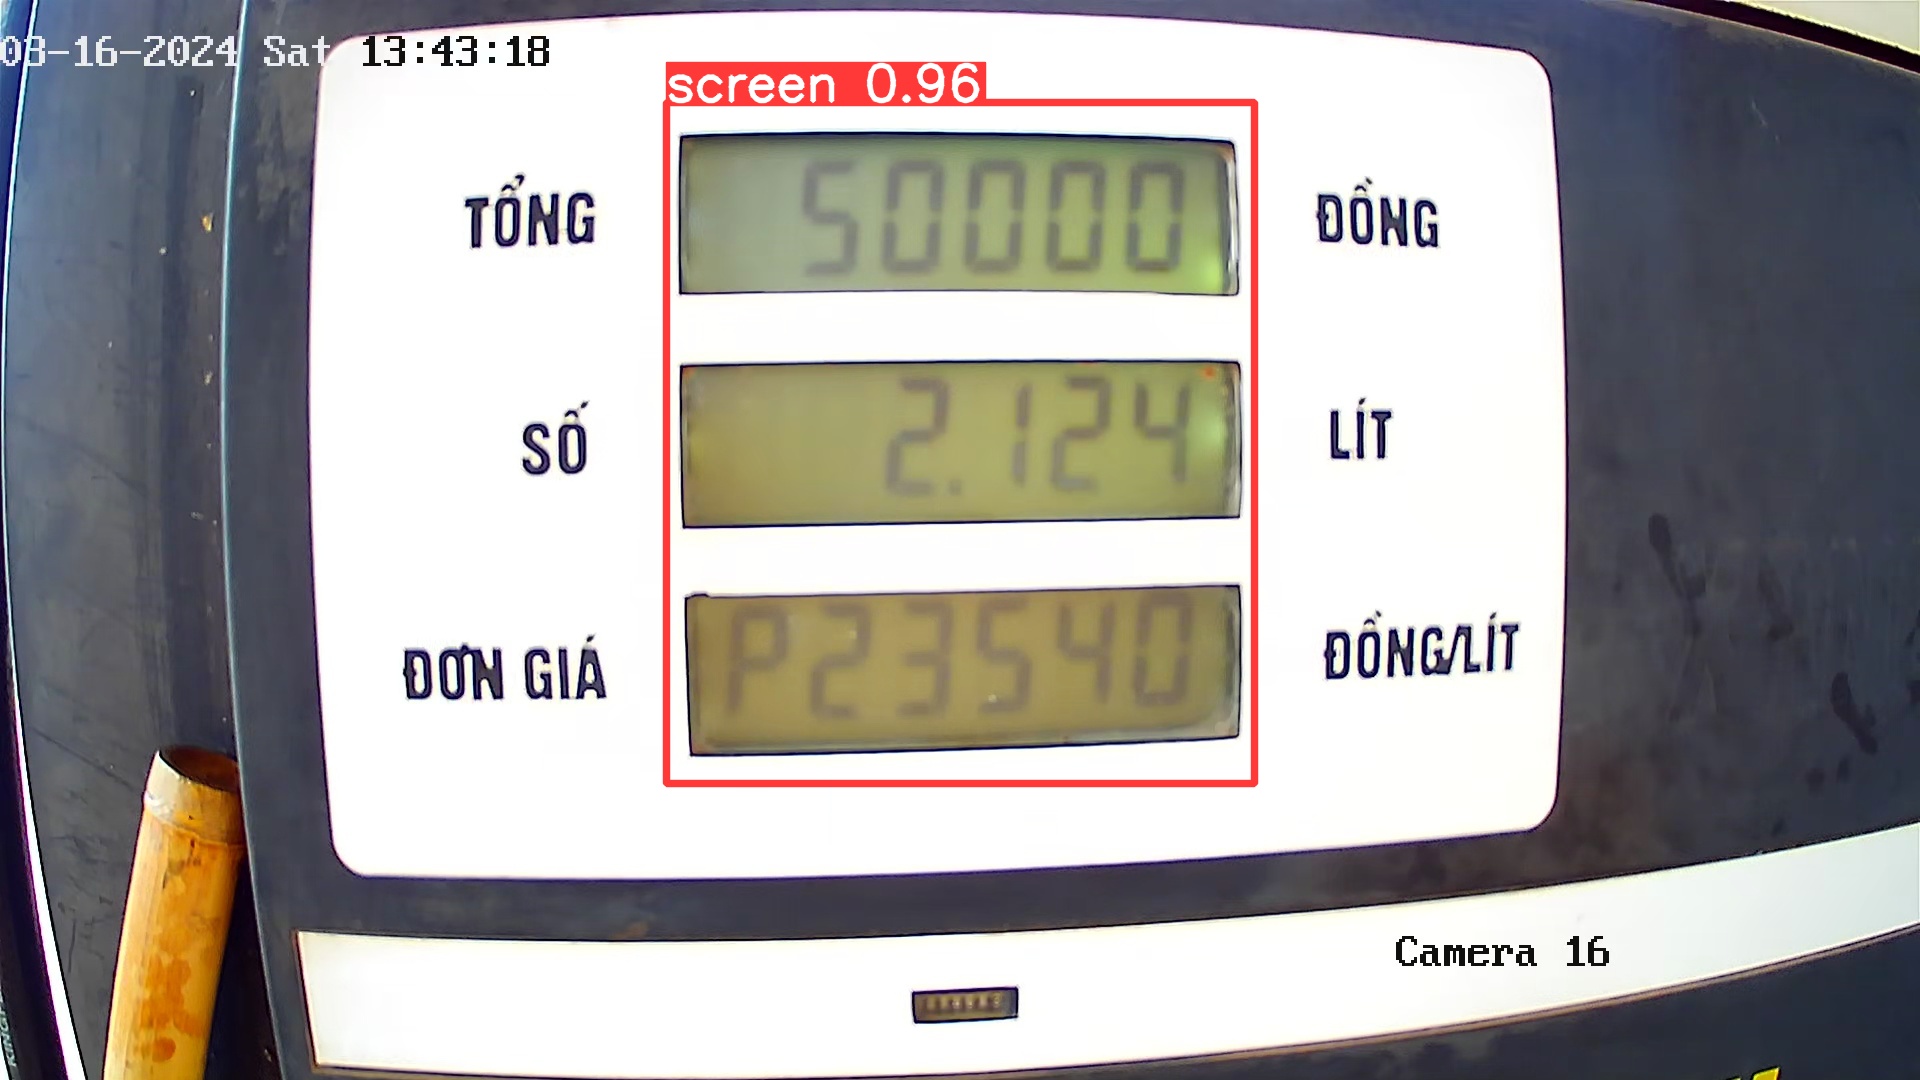 03-16-2024 Sat 13:43:18
screen 0.96
TỔNG 50000 ĐỒNG
SỐ 2.124 LÍT
ĐƠN GIÁ P23540 ĐỒNG/LÍT
Camera 16